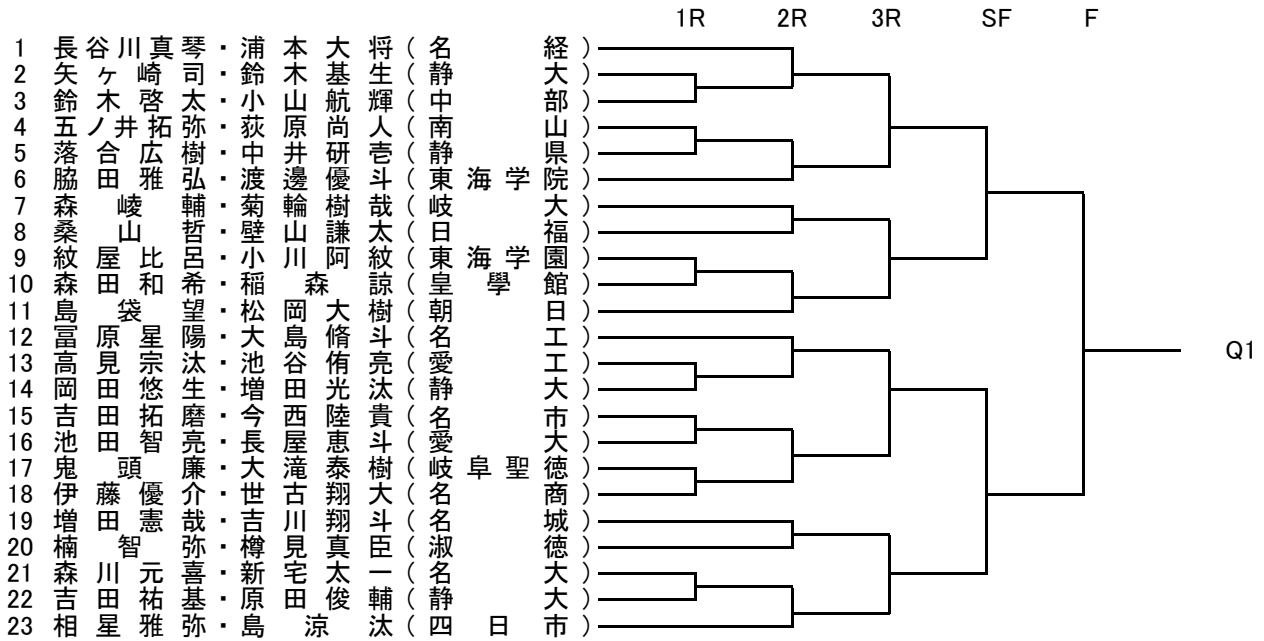 1R 2R 3R SF F
1 長谷川真琴・浦本大将(名経)
2 矢ヶ崎司・鈴木基生(静大)
3 鈴木啓太・小山航輝(中部)
4 五ノ井拓弥・荻原尚人(南山)
5 落合広樹・中井研壱(静県)
6 脇田雅弘・渡邊優斗(東海学院)
7 森崚輔・菊輪樹哉(岐大)
8 桑山哲・壁山謙太(日福)
9 紋屋比呂・小川阿紋(東海学園)
10 森田和希・稲森諒(皇學館)
11 島袋望・松岡大樹(朝日)
12 冨原星陽・大島脩斗(名工)
13 高見宗汰・池谷侑亮(愛工)
14 岡田悠生・増田光汰(静大)
15 吉田拓磨・今西陸貴(名市)
16 池田智亮・長屋恵斗(愛大)
17 鬼頭廉・大滝泰樹(岐阜聖徳)
18 伊藤優介・世古翔大(名商)
19 増田憲哉・吉川翔斗(名城)
20 楠智弥・樽見真臣(淑徳)
21 森川元喜・新宅太一(名大)
22 吉田祐基・原田俊輔(静大)
23 相星雅弥・島涼汰(四日市)
Q1